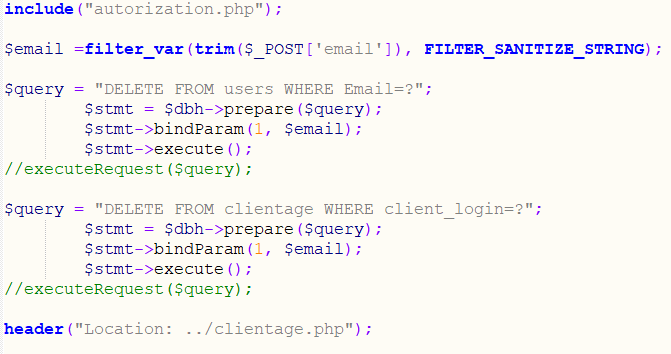 include("autorization.php");
$email =filter_var(trim($_POST['email']), FILTER_SANITIZE_STRING);
$query = "DELETE FROM users WHERE Email=?";
$stmt = $dbh->prepare($query);
$stmt->bindParam(1, $email);
$stmt->execute();
//executeRequest($query);
$query = "DELETE FROM clientage WHERE client_login=?";
$stmt = $dbh->prepare($query);
$stmt->bindParam(1, $email);
$stmt->execute();
//executeRequest($query);
header("Location: ../clientage.php");